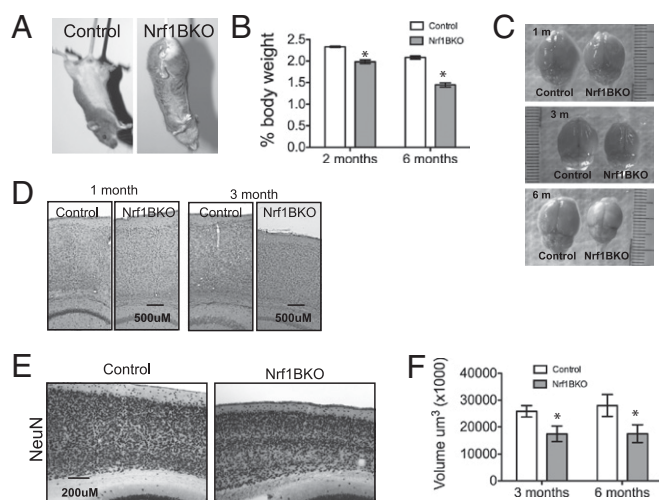 A
Control
Nrf1BKO
B
Control
Nrf1BKO
% body weight
2.5
2.0
1.5
1.0
0.5
0.0
*
*
2 months
6 months
C
1 m
Control
Nrf1BKO
3 m
Control
Nrf1BKO
6 m
Control
Nrf1BKO
D
1 month
3 month
Control
Nrf1BKO
Control
Nrf1BKO
500uM
500uM
E
Control
Nrf1BKO
NeuN
200uM
F
Control
Nrf1BKO
Volume um³ (x1000)
40000
30000
20000
10000
0
*
*
3 months
6 months